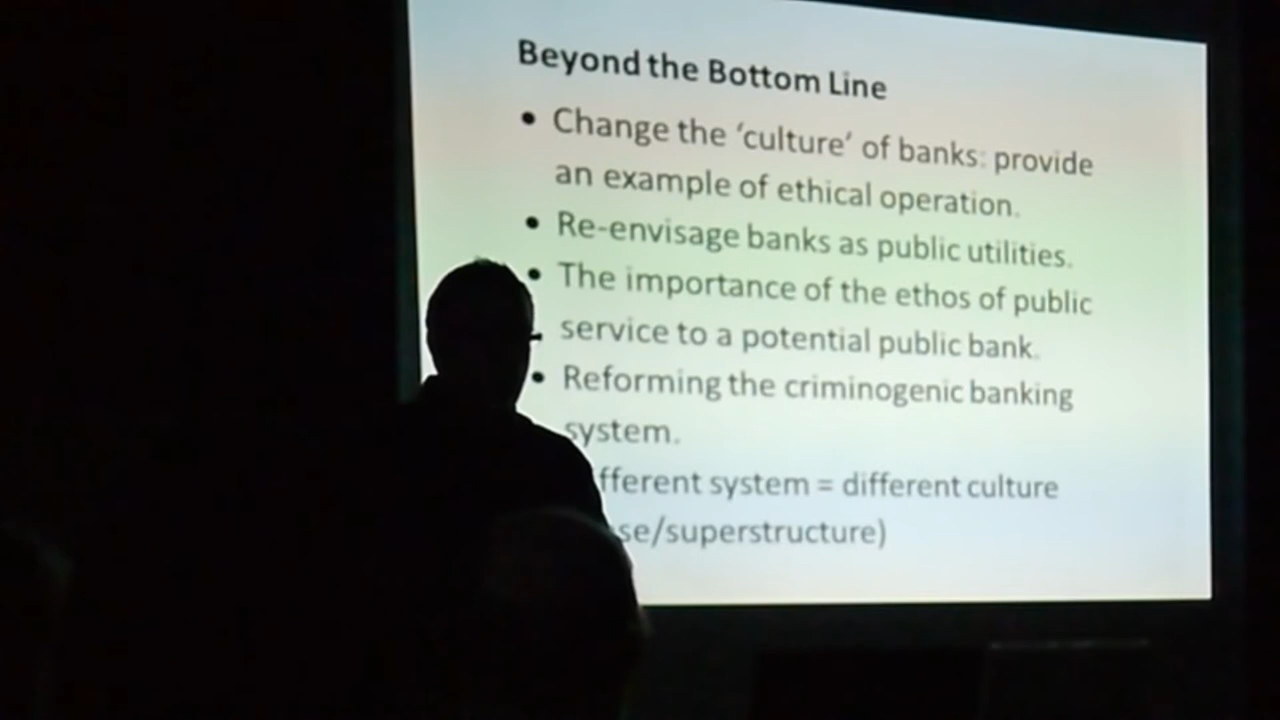 Beyond the Bottom Line
• Change the ‘culture’ of banks: provide
an example of ethical operation.
• Re-envisage banks as public utilities.
• The importance of the ethos of public
service to a potential public bank.
• Reforming the criminogenic banking
system.
system = different culture
/superstructure)